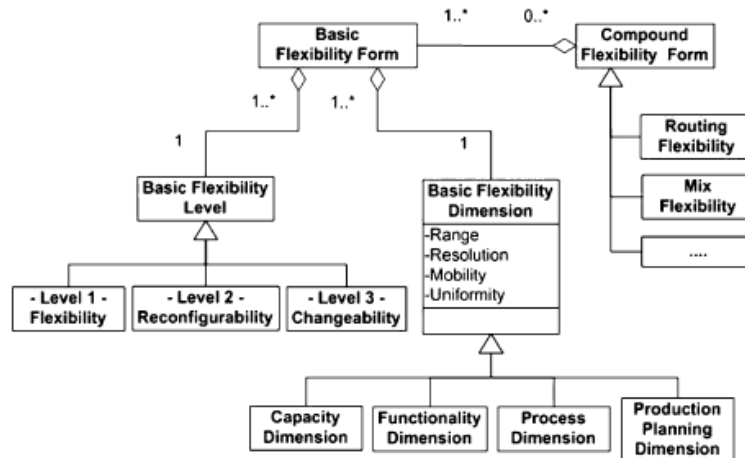 Basic
Flexibility Form
1..*
0..*
Compound
Flexibility Form
1..*
1..*
1
1
Routing
Flexibility
Basic Flexibility
Level
Basic Flexibility
Dimension
-Range
-Resolution
-Mobility
-Uniformity
Mix
Flexibility
....
- Level 1 -
Flexibility
- Level 2 -
Reconfigurability
- Level 3 -
Changeability
Capacity
Dimension
Functionality
Dimension
Process
Dimension
Production
Planning
Dimension